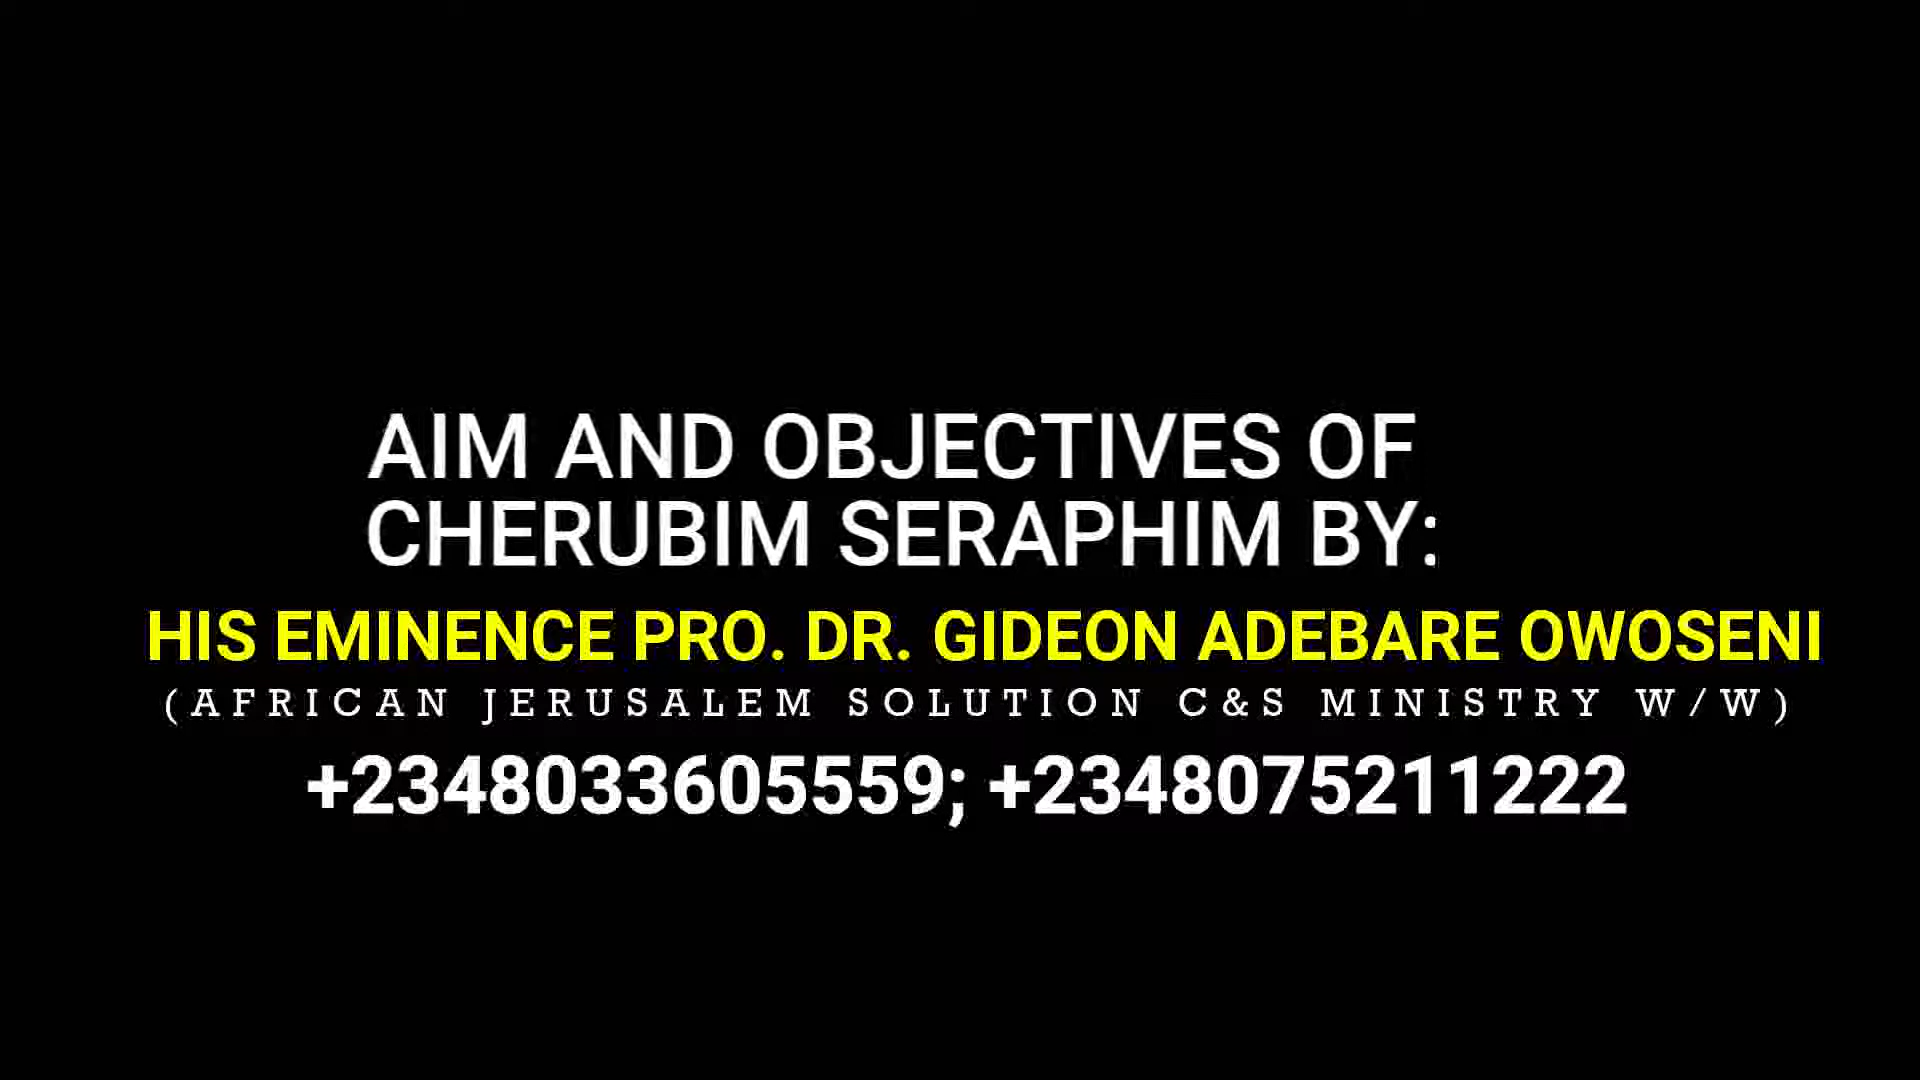 AIM AND OBJECTIVES OF
CHERUBIM SERAPHIM BY:
HIS EMINENCE PRO. DR. GIDEON ADEBARE OWOSENI
(AFRICAN JERUSALEM SOLUTION C&S MINISTRY W/W)
+2348033605559; +2348075211222